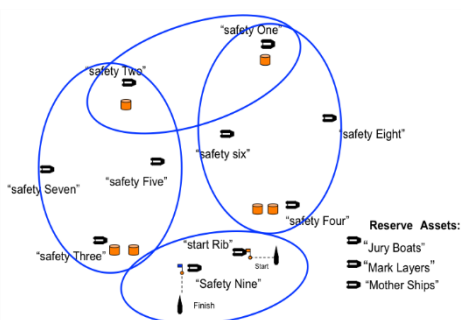 “safety One”
“safety Two”
“safety Eight”
“safety six”
“safety Five”
“safety Seven”
“safety Four”
“safety Three”
“start Rib”
Start
“Safety Nine”
Finish
Reserve Assets:
“Jury Boats”
“Mark Layers”
“Mother Ships”